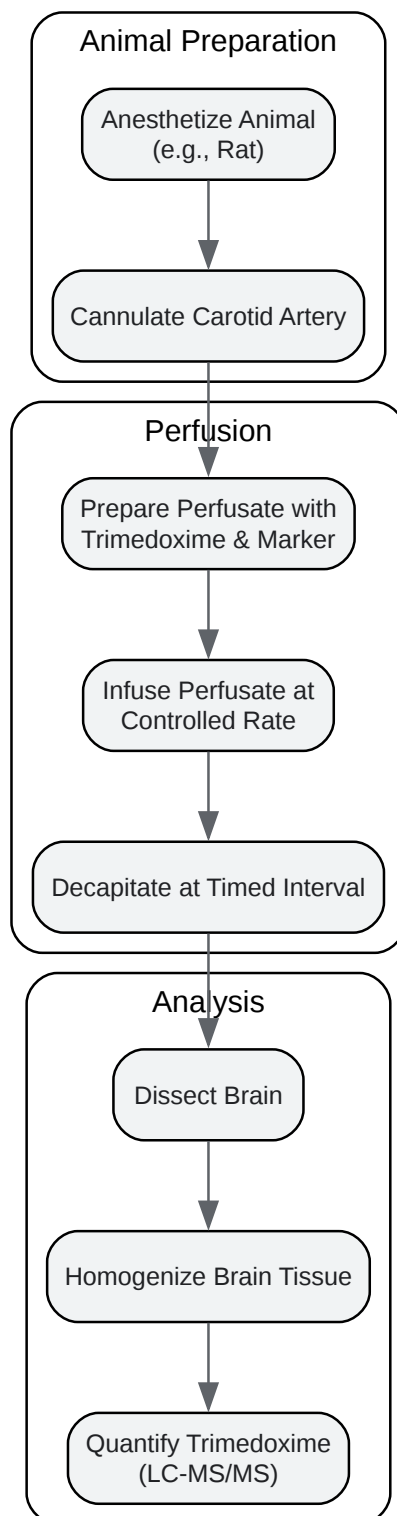 Animal Preparation
Anesthetize Animal
(e.g., Rat)
Cannulate Carotid Artery
Perfusion
Prepare Perfusate with
Trimedoxime & Marker
Infuse Perfusate at
Controlled Rate
Decapitate at Timed Interval
Analysis
Dissect Brain
Homogenize Brain Tissue
Quantify Trimedoxime
(LC-MS/MS)